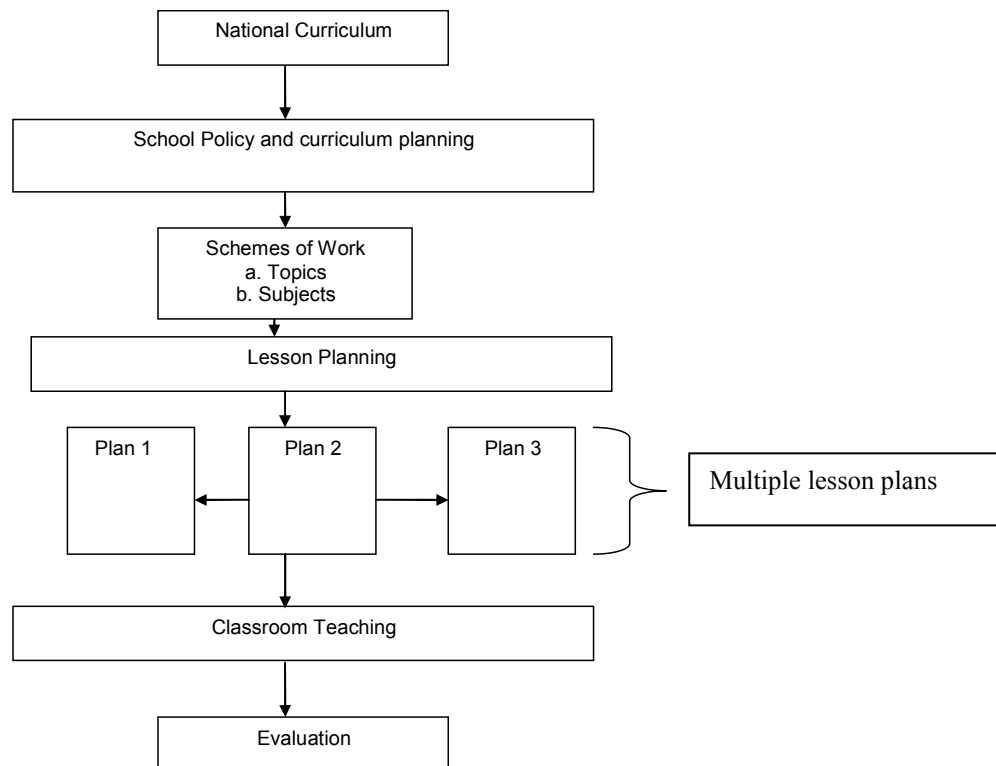 National Curriculum
School Policy and curriculum planning
Schemes of Work
a. Topics
b. Subjects
Lesson Planning
Plan 1
Plan 2
Plan 3
Multiple lesson plans
Classroom Teaching
Evaluation